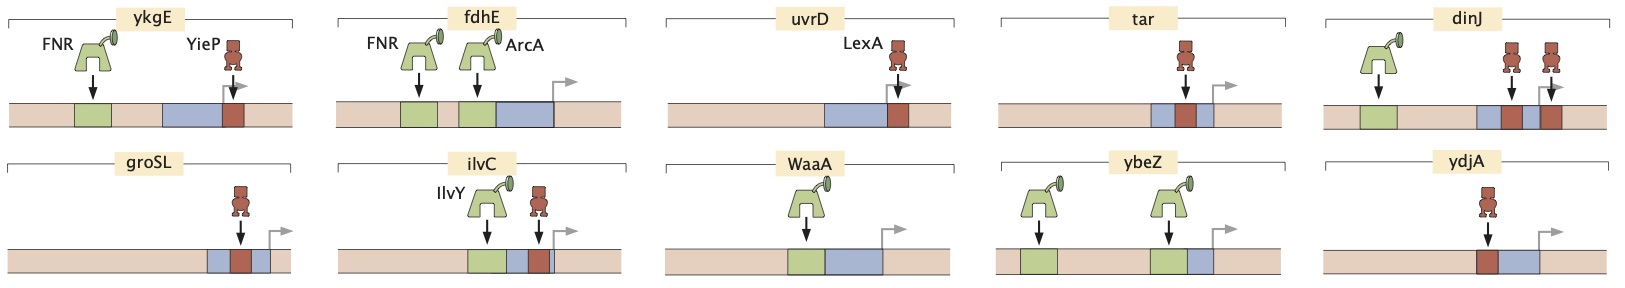 ykgE
fdhE
uvrD
tar
dinJ
FNR
YieP
FNR
ArcA
LexA
groSL
ilvC
WaaA
ybeZ
ydjA
IlvY